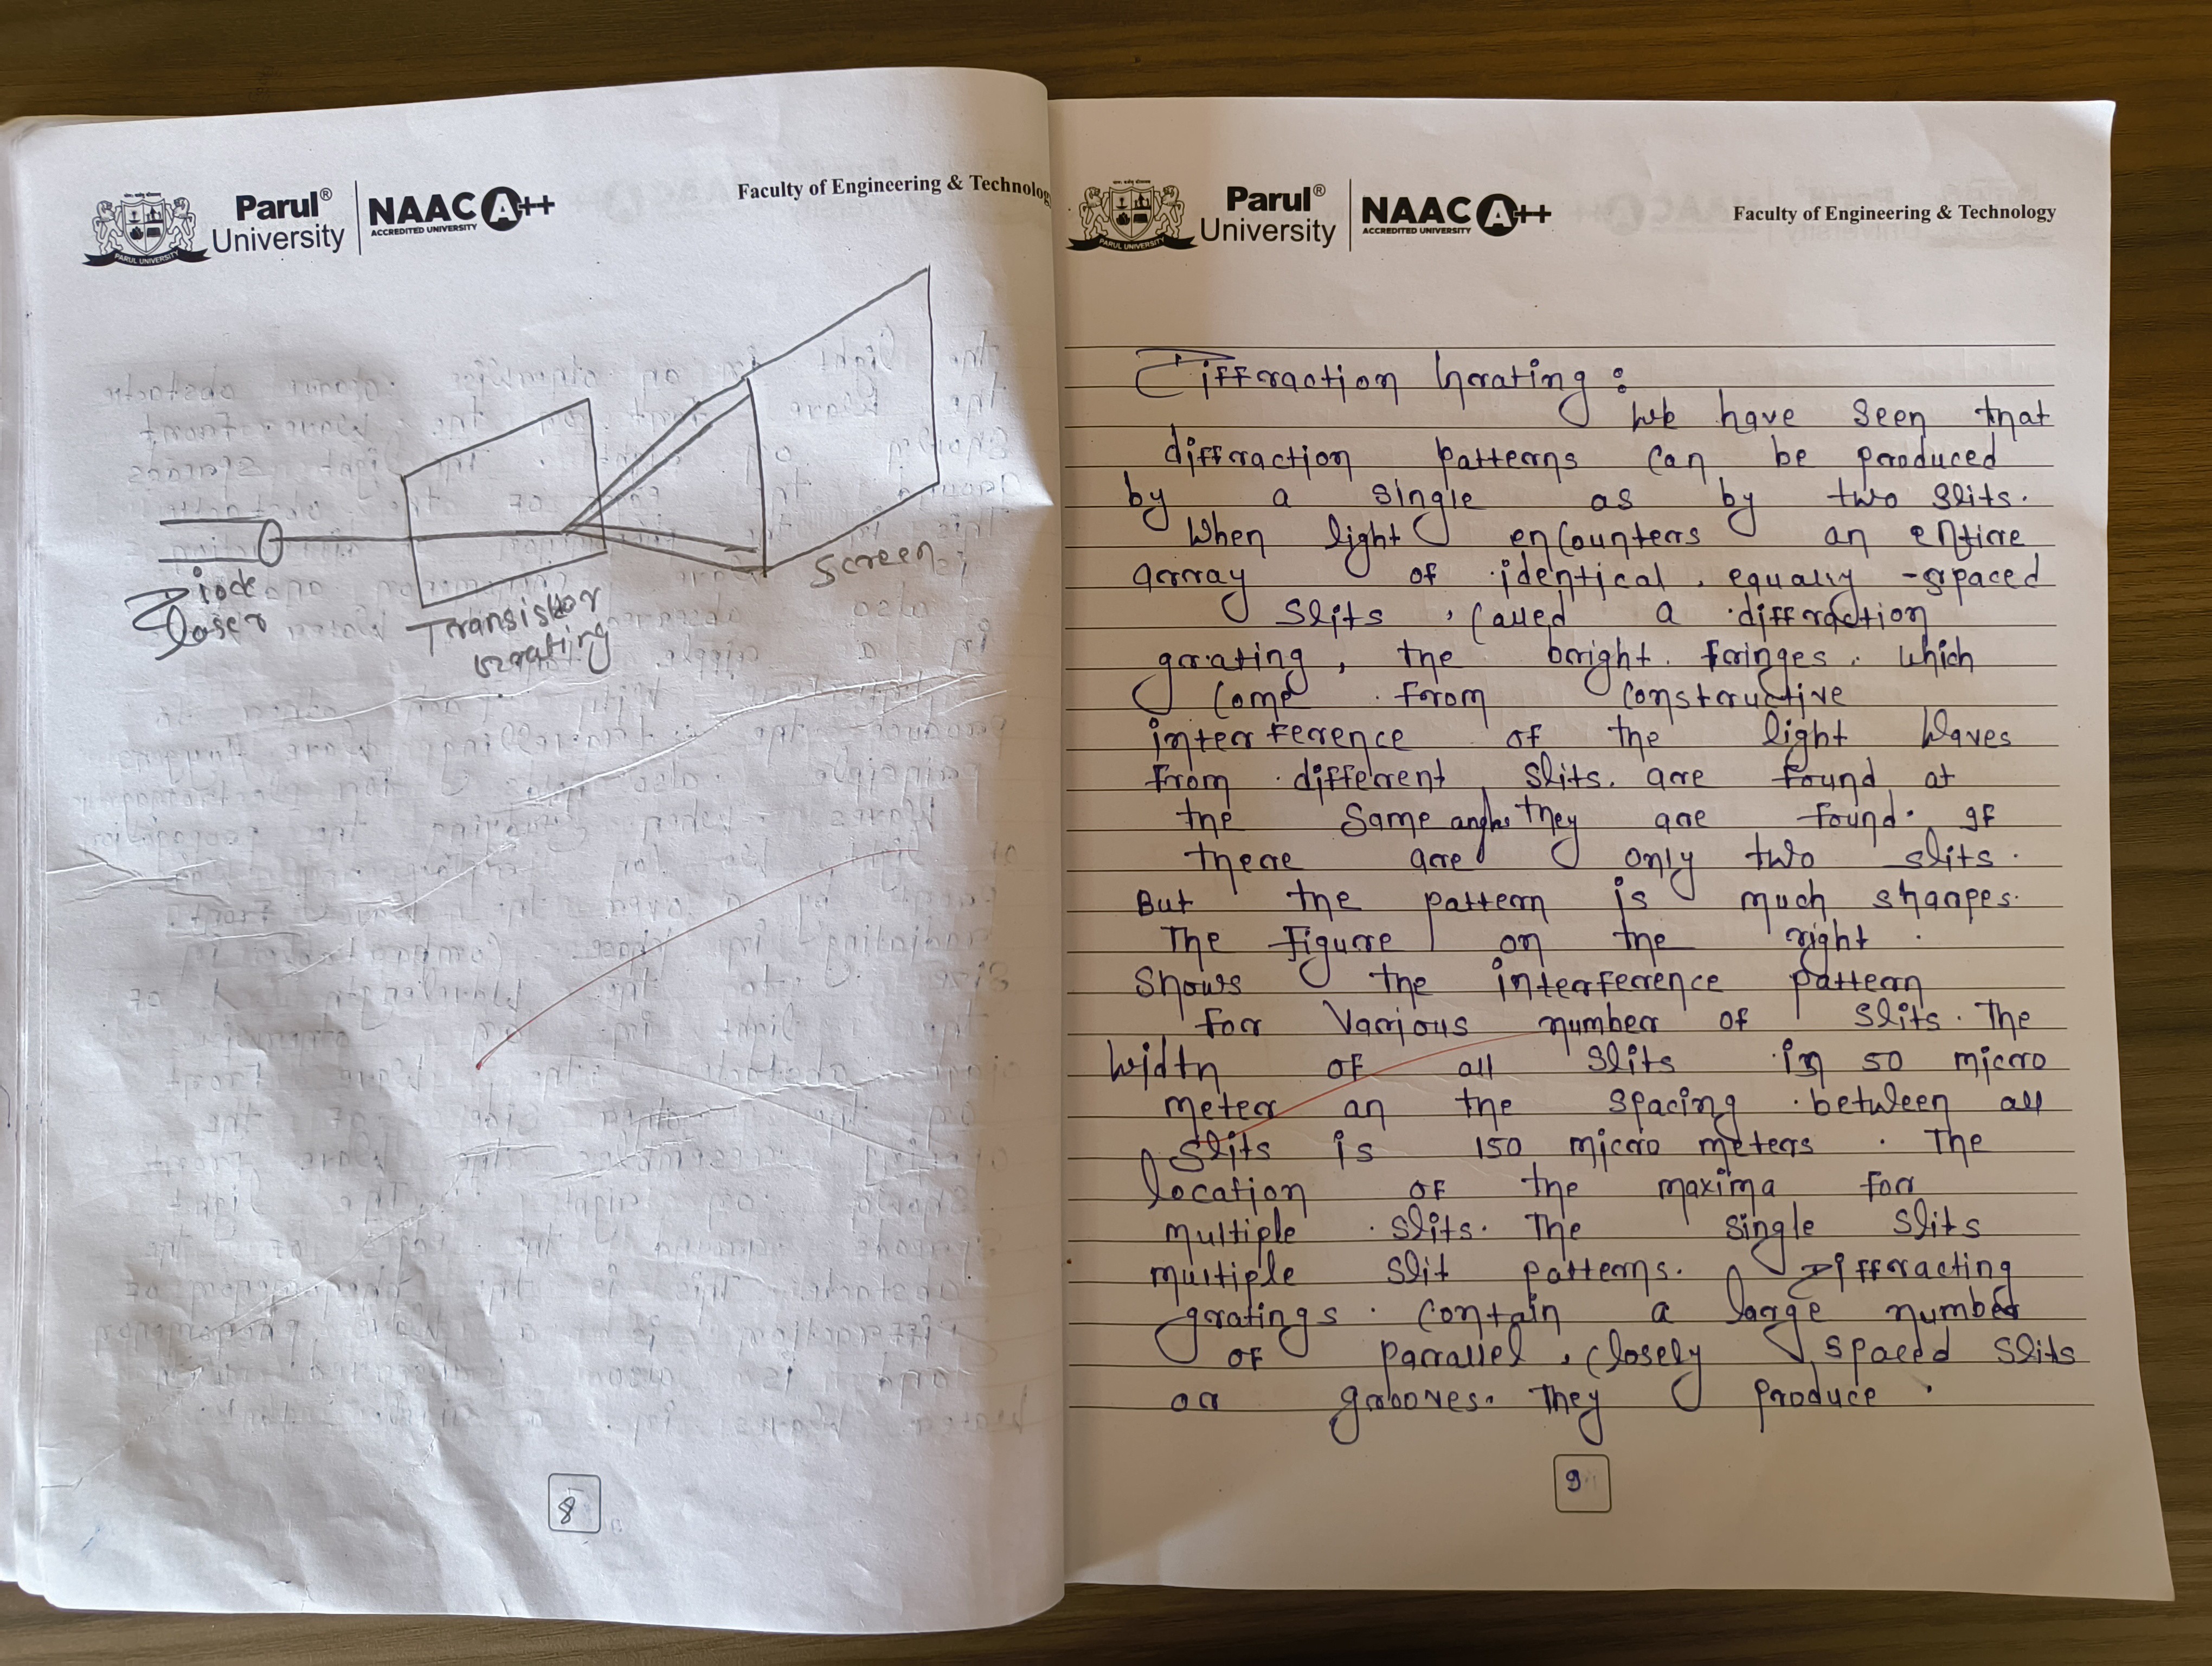 Parul®
University
NAAC A++
ACCREDITED UNIVERSITY
PARUL UNIVERSITY
Faculty of Engineering & Technology
Diode
laser
Transistor
Grating
Screen
8
Parul®
University
NAAC A++
ACCREDITED UNIVERSITY
PARUL UNIVERSITY
Faculty of Engineering & Technology
Diffraction Grating:
We have seen that
diffraction patterns can be produced
by a single as by two slits.
When light encounters an entire
array of identical, equally -spaced
slits, called a diffraction
grating, the bright fringes. which
come from constructive
interference of the light waves
from different slits. are found at
the same angle they are found. If
there are only two slits.
But the pattern is much sharpes.
The Figure on the right.
Shows the interference pattern
for various number of slits. The
width of all slits in 50 micro
meter an the spacing between all
slits is 150 micro meters. The
location of the maxima for
multiple slits. The single slits
multiple slit patterns. Diffracting
gratings. contain a large number
of parrallel, closely spaced slits
or grooves. They produce.
9